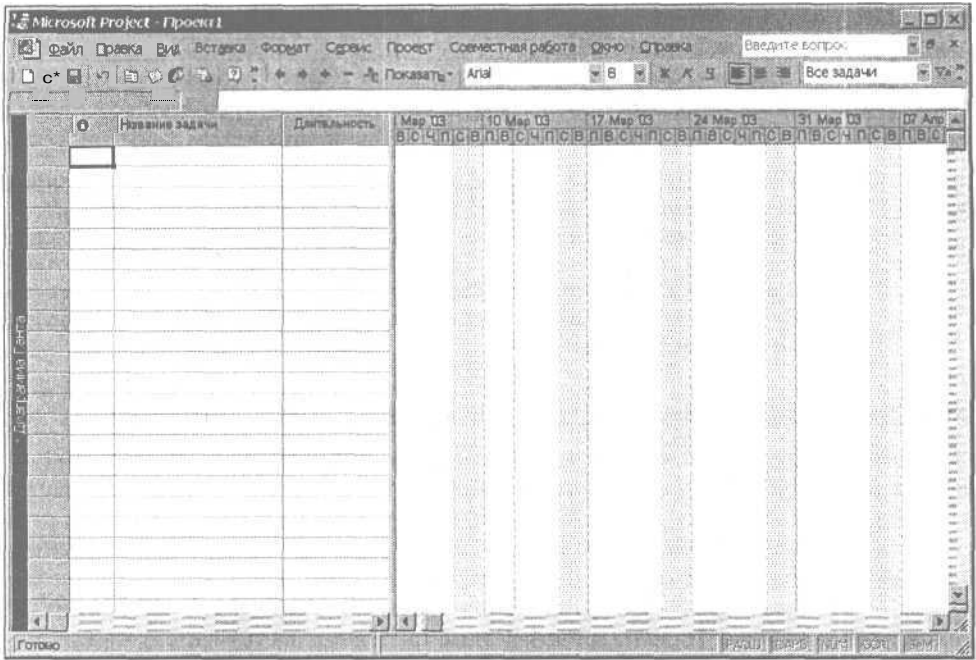 Microsoft Project - Проект1
Файл Правка Вид Вставка Формат Сервис Проект Совместная работа Окно Справка Введите вопрос
Показать Arial 8 Ж К Ч Все задачи
Название задачи Длительность Мар '03 10 Мар '03 17 Мар '03 24 Мар '03 31 Мар '03 07 Апр
В С Ч П С В П В С Ч П С В П В С Ч П С В П В С Ч П С В П В С Ч П С В П В С
Диаграмма Ганта
Готово